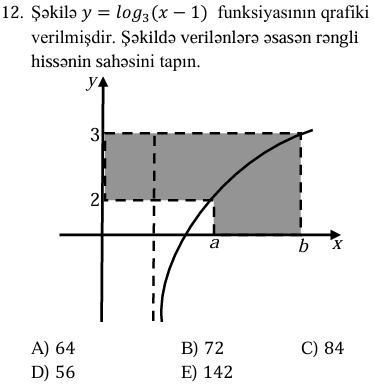 12. Şəkilə y = log₃(x − 1) funksiyasının qrafiki
verilmişdir. Şəkildə verilənlərə əsasən rəngli
hissənin sahəsini tapın.
y
3
2
a b x
A) 64 B) 72 C) 84
D) 56 E) 142